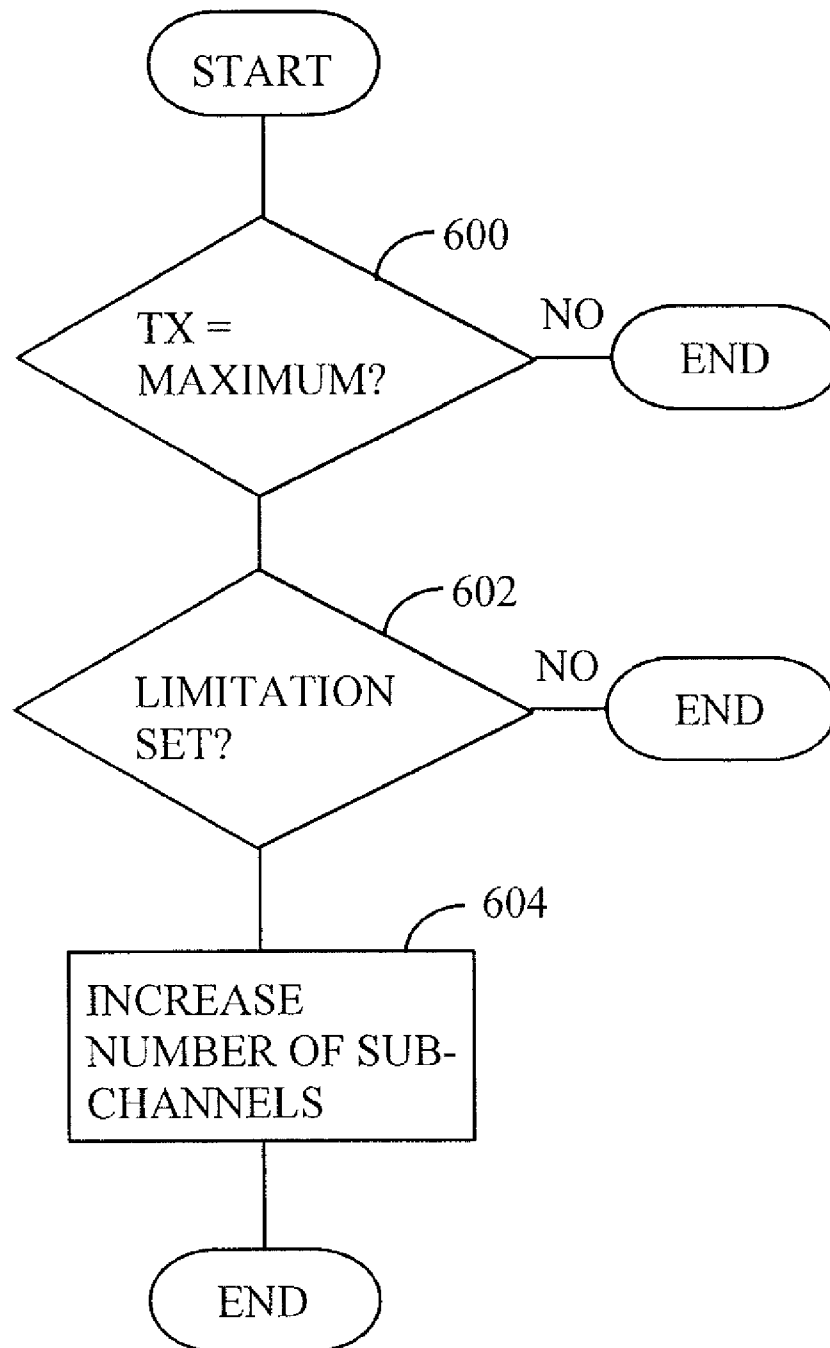 START
600
TX =
MAXIMUM?
NO
END
602
LIMITATION
SET?
NO
END
604
INCREASE
NUMBER OF SUB-
CHANNELS
END